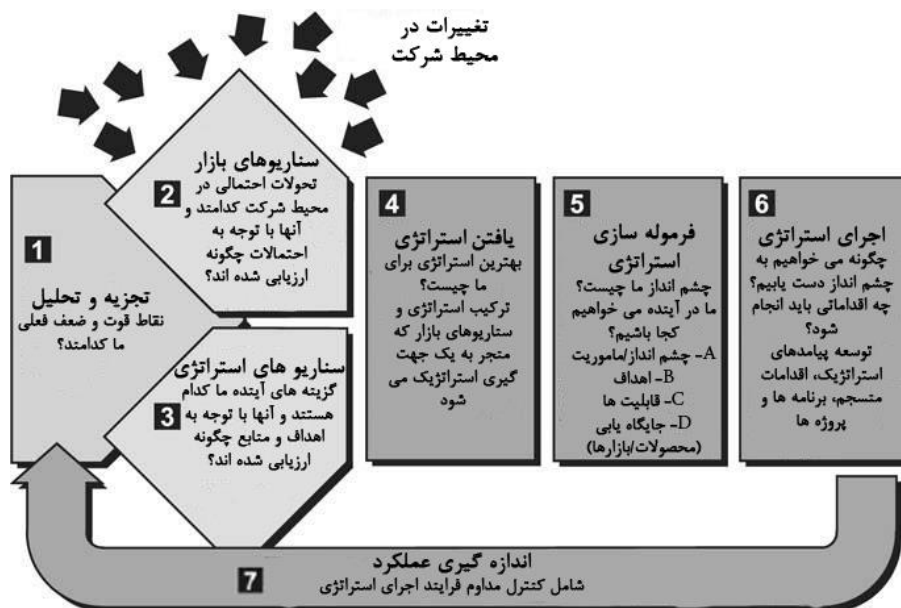 تغییرات در
محیط شرکت
1
تجزیه و تحلیل
نقاط قوت و ضعف فعلی
ما کدامند؟
2
سناریوهای بازار
تحولات احتمالی در
محیط شرکت کدامند و
آنها با توجه به
احتمالات چگونه
ارزیابی شده اند؟
3
سناریو های استراتژی
گزینه های آینده ما کدام
هستند و آنها با توجه به
اهداف و منابع چگونه
ارزیابی شده اند؟
4
یافتن استراتژی
بهترین استراتژی برای
ما چیست؟
ترکیب استراتژی و
سناریوهای بازار که
منجر به یک جهت
گیری استراتژیک می
شود
5
فرموله سازی
استراتژی
چشم انداز ما چیست؟
ما در آینده می خواهیم
کجا باشیم؟
A- چشم انداز/ماموریت
B- اهداف
C- قابلیت ها
D- جایگاه یابی
(محصولات/بازارها)
6
اجرای استراتژی
چگونه می خواهیم به
چشم انداز دست یابیم؟
چه اقداماتی باید انجام
شود؟
توسعه پیامدهای
استراتژیک، اقدامات
منسجم، برنامه ها و
پروژه ها
7
اندازه گیری عملکرد
شامل کنترل مداوم فرایند اجرای استراتژی